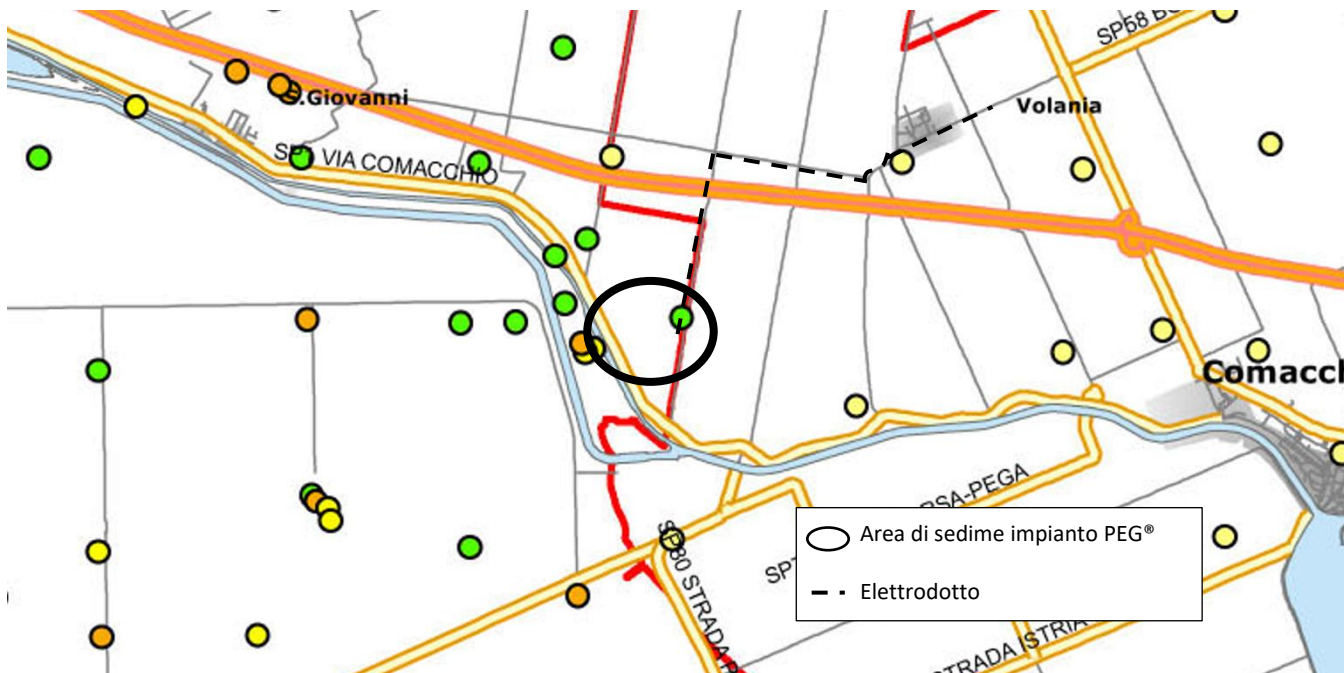 SP58 BO
.Giovanni
Volania
SP1 VIA COMACCHIO
Comacch
RSA-PEGA
SP80 STRADA P
SP
STRADA ISTRIA
Area di sedime impianto PEG®
Elettrodotto